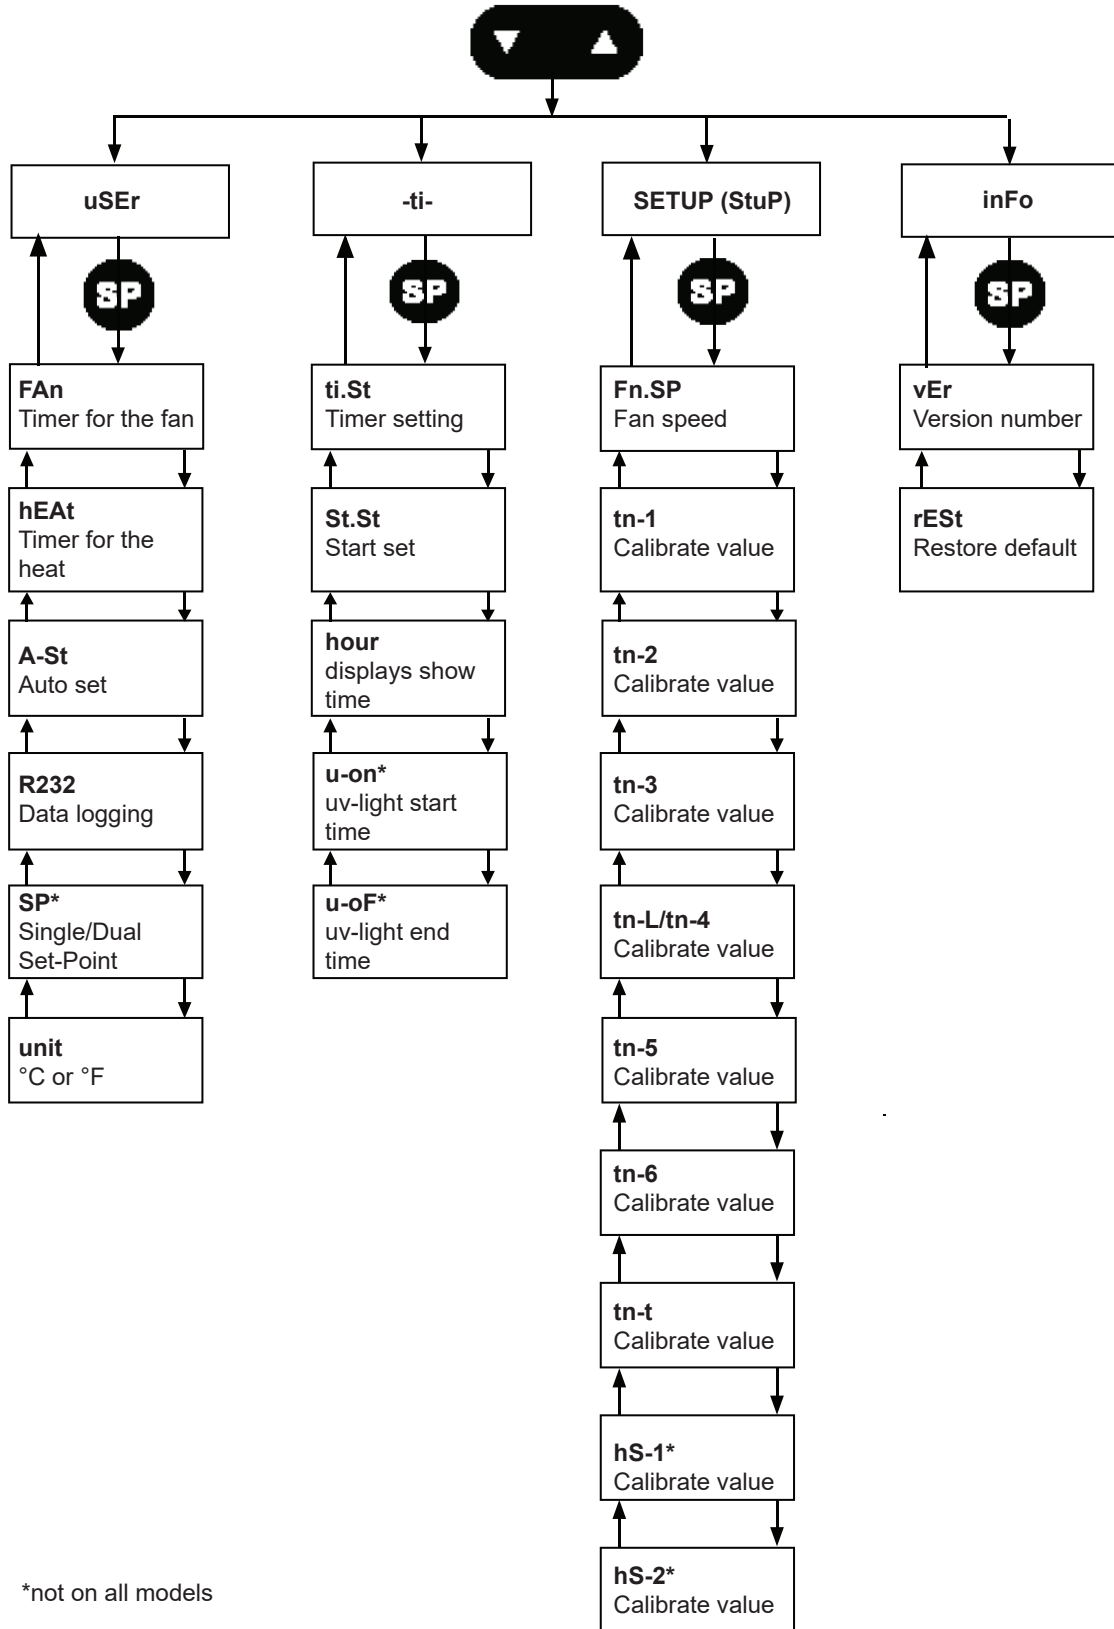 uSEr
-ti-
SETUP (StuP)
inFo
SP
SP
SP
SP
FAn
Timer for the fan
hEAt
Timer for the
heat
A-St
Auto set
R232
Data logging
SP*
Single/Dual
Set-Point
unit
°C or °F
ti.St
Timer setting
St.St
Start set
hour
displays show
time
u-on*
uv-light start
time
u-oF*
uv-light end
time
Fn.SP
Fan speed
tn-1
Calibrate value
tn-2
Calibrate value
tn-3
Calibrate value
tn-L/tn-4
Calibrate value
tn-5
Calibrate value
tn-6
Calibrate value
tn-t
Calibrate value
hS-1*
Calibrate value
hS-2*
Calibrate value
vEr
Version number
rESt
Restore default
*not on all models